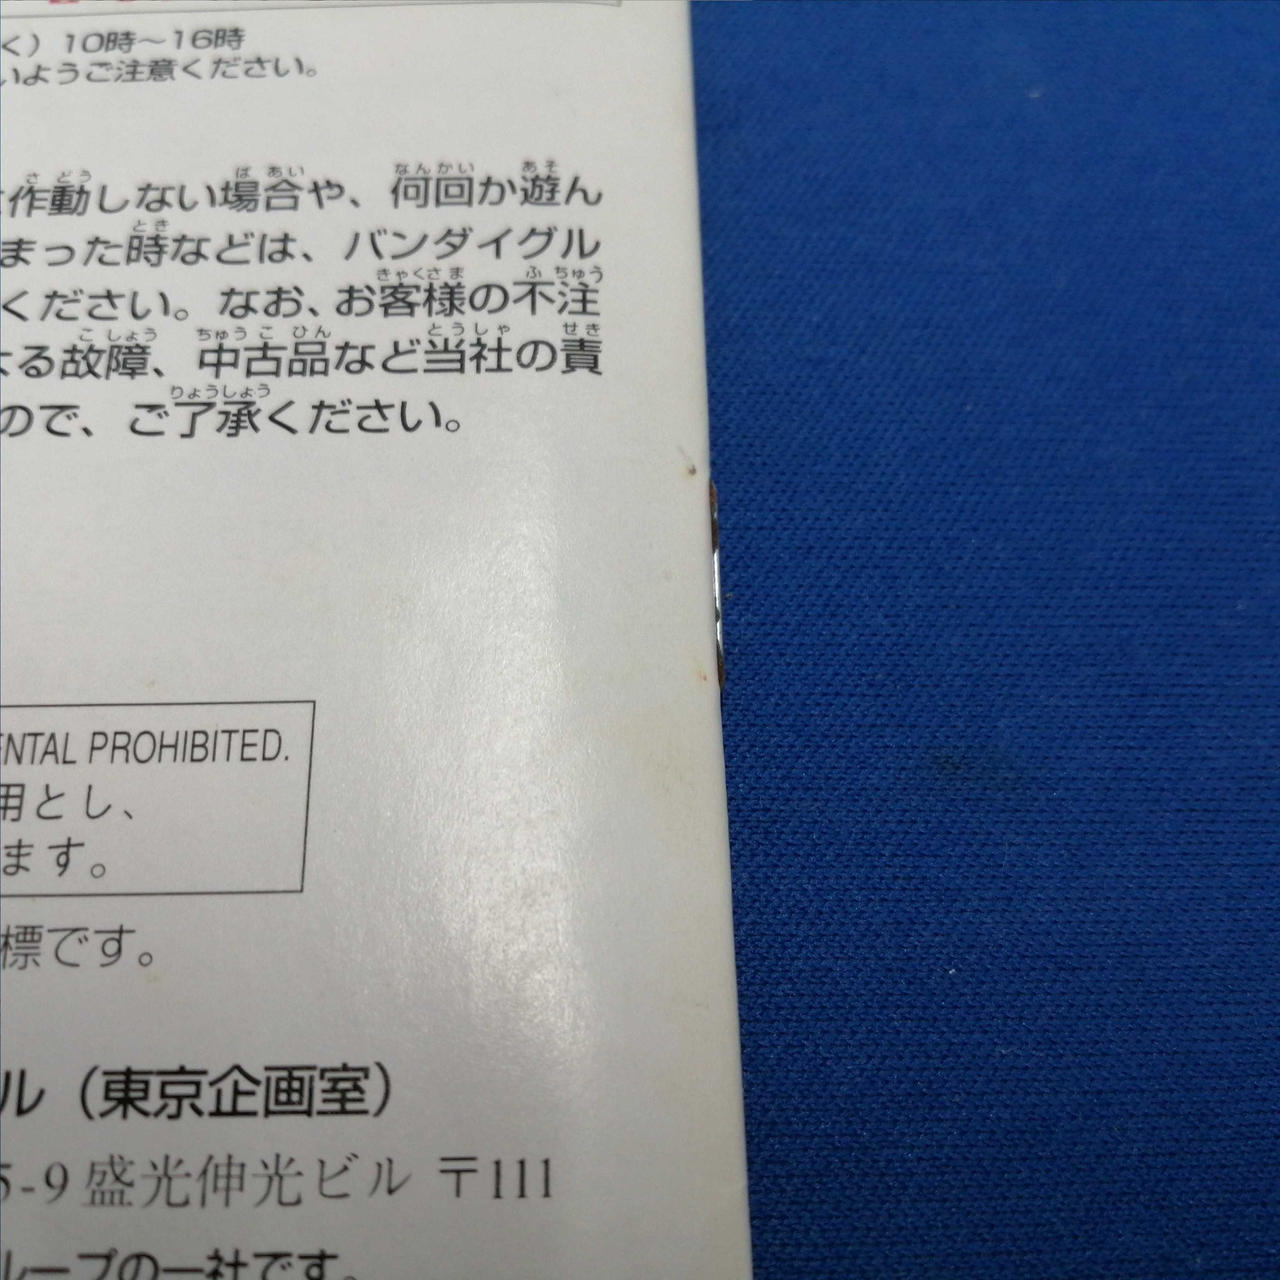 く）10時～16時
いようご注意ください。
作動しない場合や、何回か遊ん
まった時などは、バンダイグル
ください。なお、お客様の不注
よる故障、中古品など当社の責
ので、ご了承ください。
ENTAL PROHIBITED.
用とし、
ます。
標です。
ル（東京企画室）
5-9 盛光伸光ビル 〒111
ループの一社です。